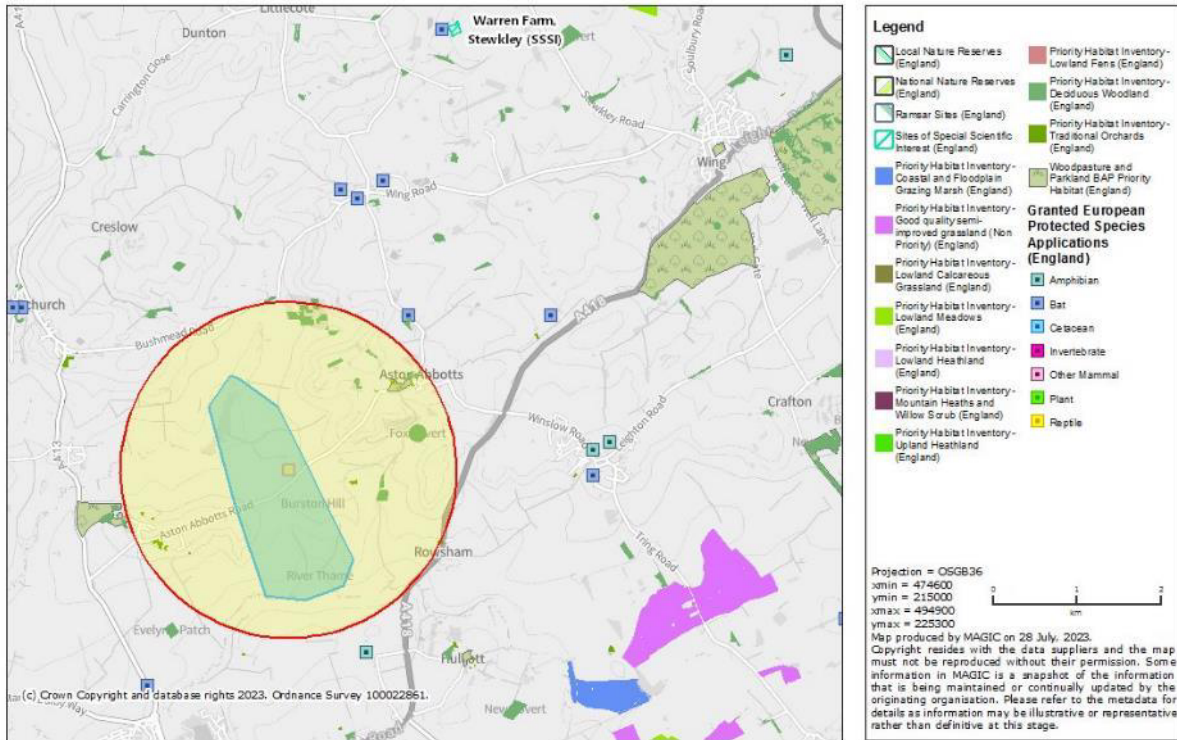 Littlecote
A41
Dunton
Warren Farm,
Stewkley (SSSI)
Carrington Close
Soulbury Road
Stewkley Road
Wing
Wing Road
Creslow
A418
Bushmead Road
Aston Abbotts
Winslow Road
Leighton Road
Crafton
A413
Burston Hill
Aston Abbotts Road
Rowsham
Tring Road
River Thame
A418
Hulcott
(c) Crown Copyright and database rights 2023. Ordnance Survey 100022861.
Legend
Local Nature Reserves
(England)
National Nature Reserves
(England)
Ramsar Sites (England)
Sites of Special Scientific
Interest (England)
Priority Habitat Inventory -
Coastal and Floodplain
Grazing Marsh (England)
Priority Habitat Inventory -
Good quality semi-
improved grassland (Non
Priority) (England)
Priority Habitat Inventory -
Lowland Calcareous
Grassland (England)
Priority Habitat Inventory -
Lowland Meadows
(England)
Priority Habitat Inventory -
Lowland Heathland
(England)
Priority Habitat Inventory -
Mountain Heaths and
Willow Scrub (England)
Priority Habitat Inventory -
Upland Heathland
(England)
Priority Habitat Inventory -
Lowland Fens (England)
Priority Habitat Inventory -
Deciduous Woodland
(England)
Priority Habitat Inventory -
Traditional Orchards
(England)
Woodpasture and
Parkland BAP Priority
Habitat (England)
Granted European
Protected Species
Applications
(England)
Amphibian
Bat
Cetacean
Invertebrate
Other Mammal
Plant
Reptile
Projection = OSGB36
xmin = 474600
ymin = 215000
xmax = 494900
ymax = 225300
0 1 2
km
Map produced by MAGIC on 28 July, 2023.
Copyright resides with the data suppliers and the map
must not be reproduced without their permission. Some
information in MAGIC is a snapshot of the information
that is being maintained or continually updated by the
originating organisation. Please refer to the metadata for
details as information may be illustrative or representative
rather than definitive at this stage.